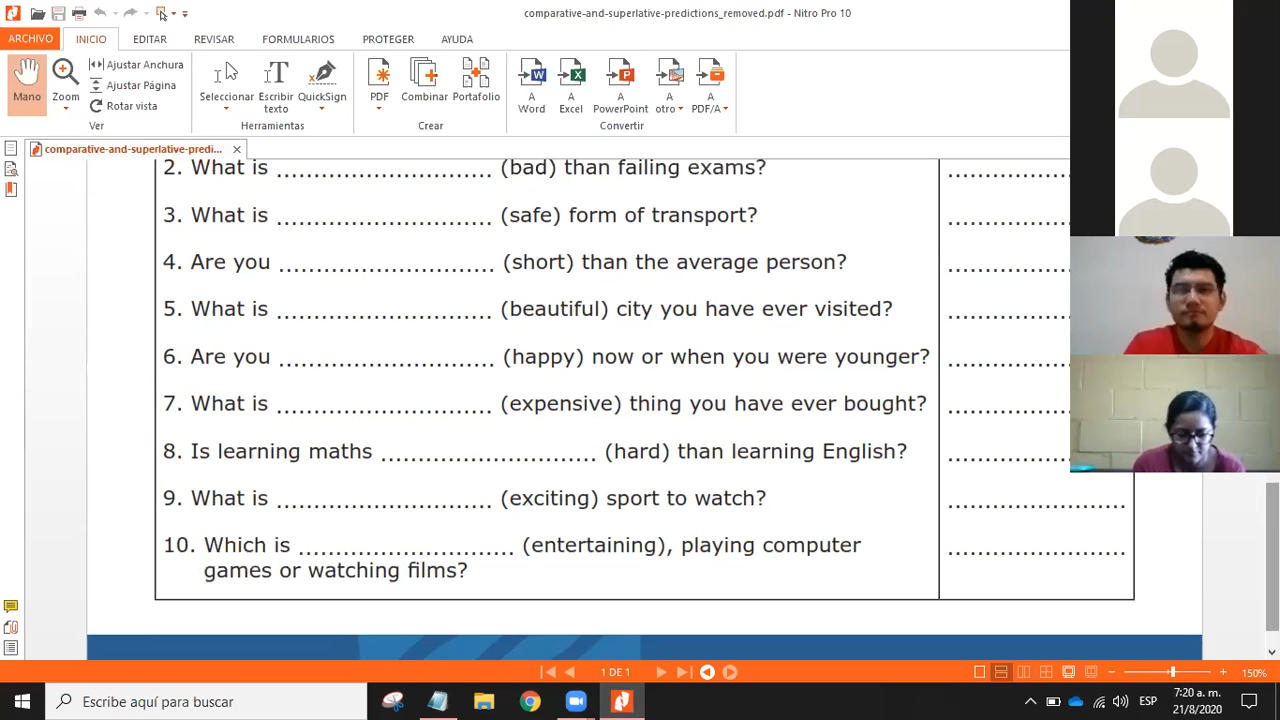 comparative-and-superlative-predictions_removed.pdf - Nitro Pro 10
ARCHIVO INICIO EDITAR REVISAR FORMULARIOS PROTEGER AYUDA
Mano
Zoom
Ajustar Anchura
Ajustar Página
Rotar vista
Ver
Seleccionar
Escribir texto
QuickSign
Herramientas
PDF
Combinar
Portafolio
Crear
A Word
A Excel
A PowerPoint
A otro
A PDF/A
Convertir
comparative-and-superlative-predi...
2. What is .................................. (bad) than failing exams?
3. What is .................................. (safe) form of transport?
4. Are you .................................. (short) than the average person?
5. What is .................................. (beautiful) city you have ever visited?
6. Are you .................................. (happy) now or when you were younger?
7. What is .................................. (expensive) thing you have ever bought?
8. Is learning maths .................................. (hard) than learning English?
9. What is .................................. (exciting) sport to watch?
10. Which is .................................. (entertaining), playing computer
games or watching films?
1 DE 1
150%
Escribe aquí para buscar
ESP
7:20 a. m.
21/8/2020